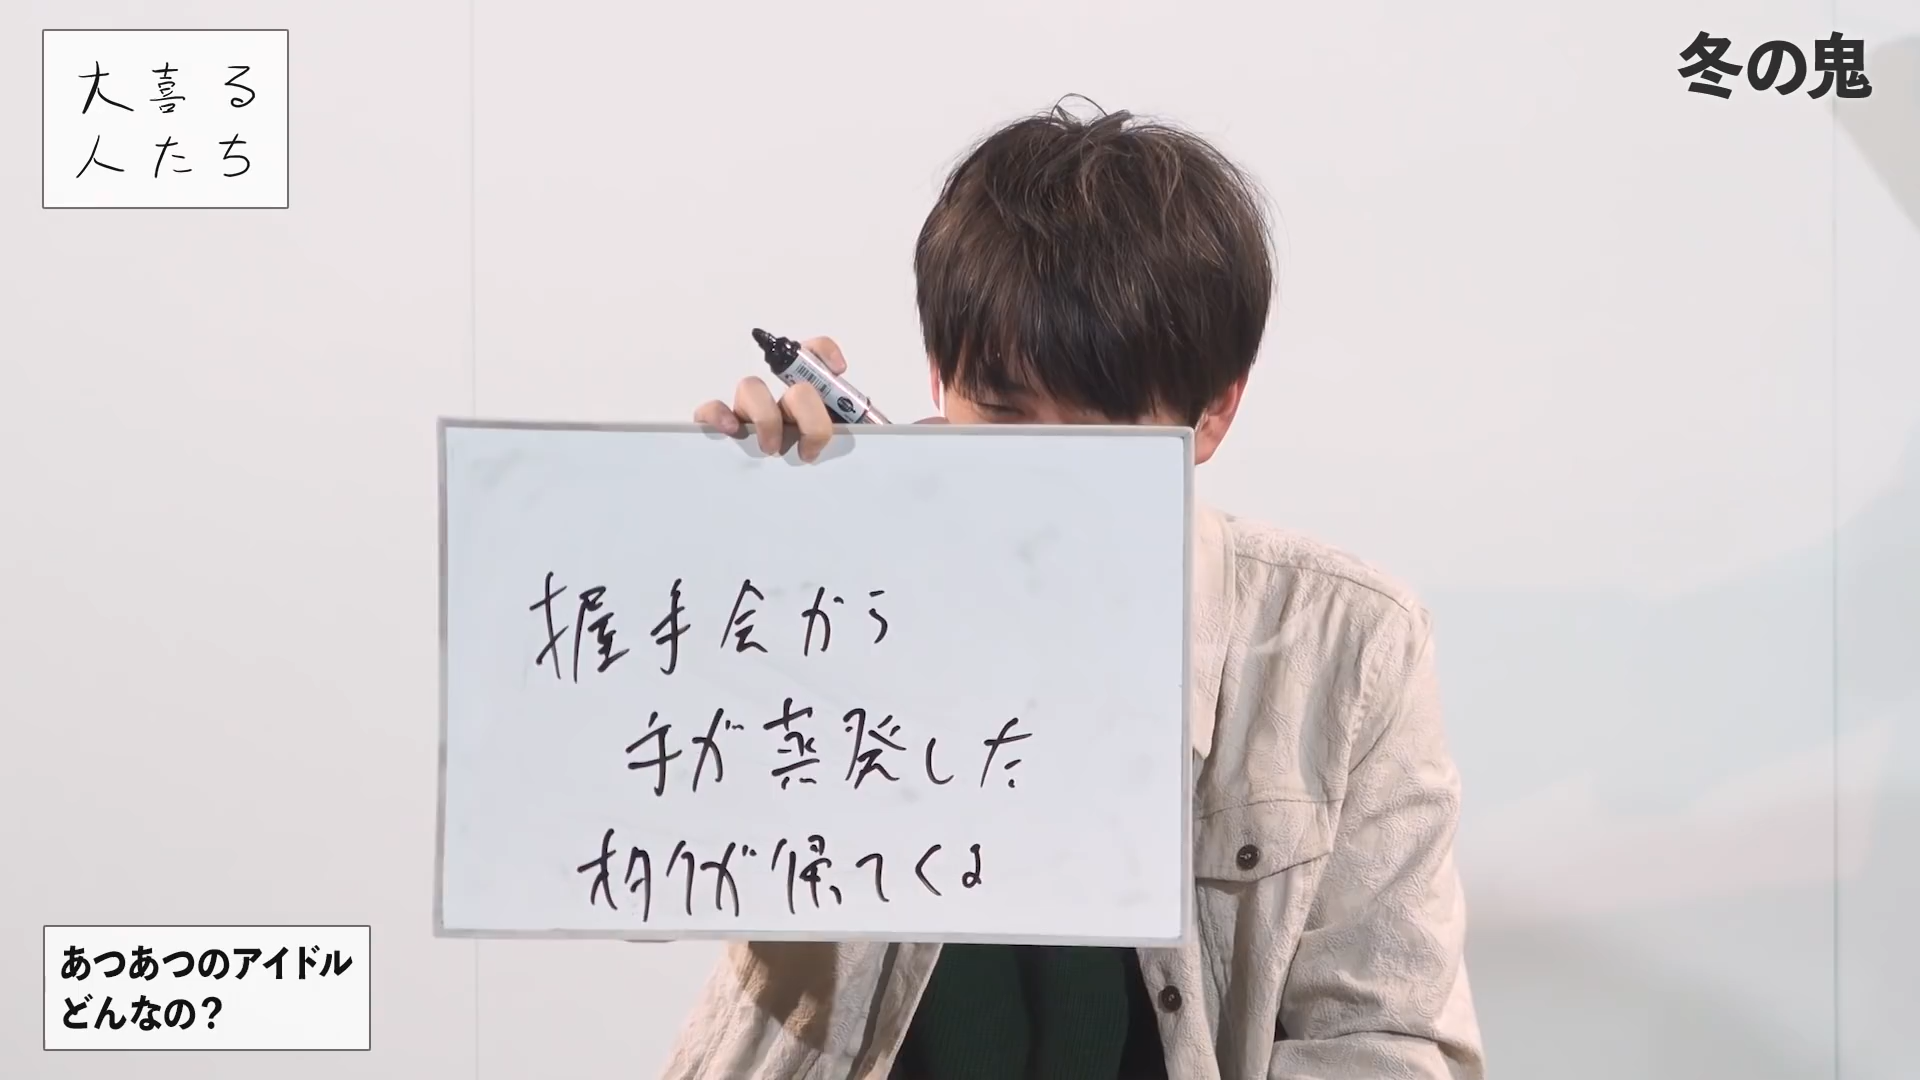 大喜る
人たち
冬の鬼
握手会から
手が蒸発した
オタクが帰てくる
あつあつのアイドル
どんなの？